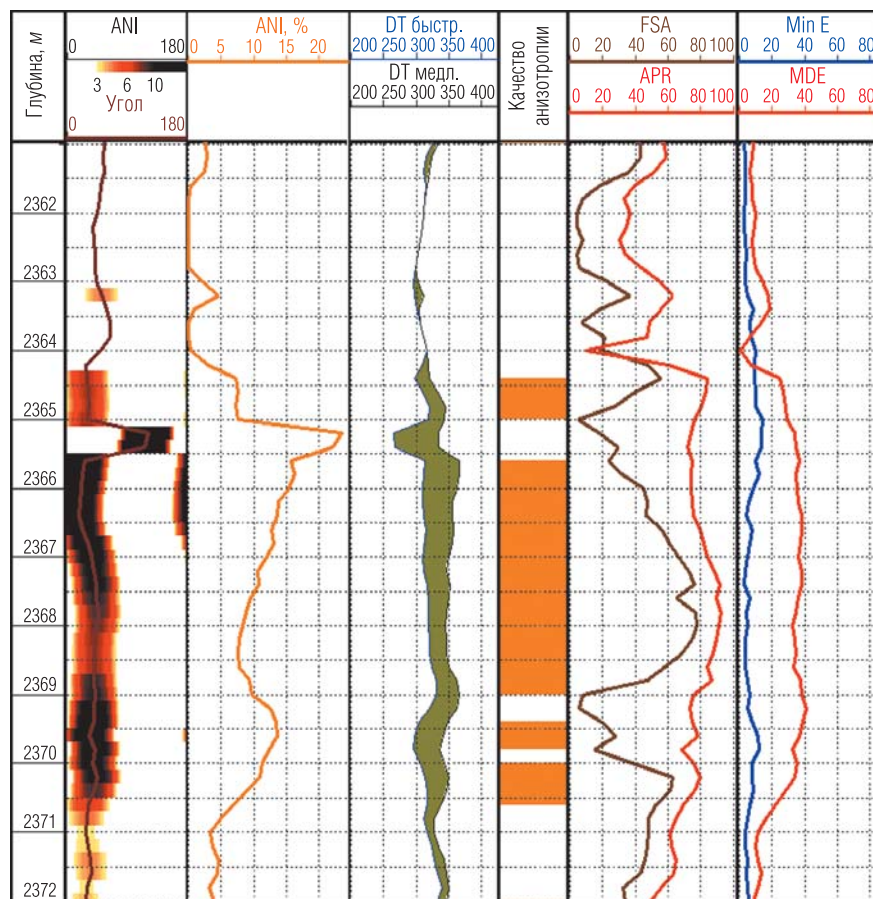 Глубина, м
ANI
0 180
3 6 10
Угол
0 180
ANI, %
0 5 10 15 20
DT быстр.
200 250 300 350 400
DT медл.
200 250 300 350 400
Качество
анизотропии
FSA
0 20 40 60 80 100
APR
0 20 40 60 80 100
Min E
0 20 40 60 80
MDE
0 20 40 60 80
2362
2363
2364
2365
2366
2367
2368
2369
2370
2371
2372